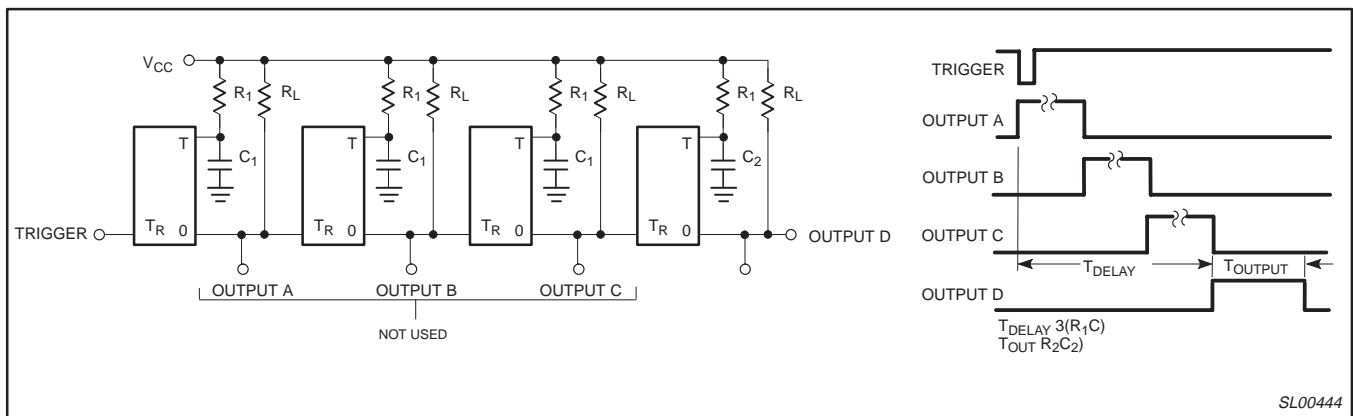 VCC
R1 RL R1 RL R1 RL R1 RL
T T T T
C1 C1 C1 C2
TRIGGER TR 0 TR 0 TR 0 TR 0 OUTPUT D
OUTPUT A OUTPUT B OUTPUT C
NOT USED
TRIGGER
OUTPUT A
OUTPUT B
OUTPUT C
TDELAY TOUTPUT
OUTPUT D
TDELAY 3(R1C)
TOUT R2C2)
SL00444